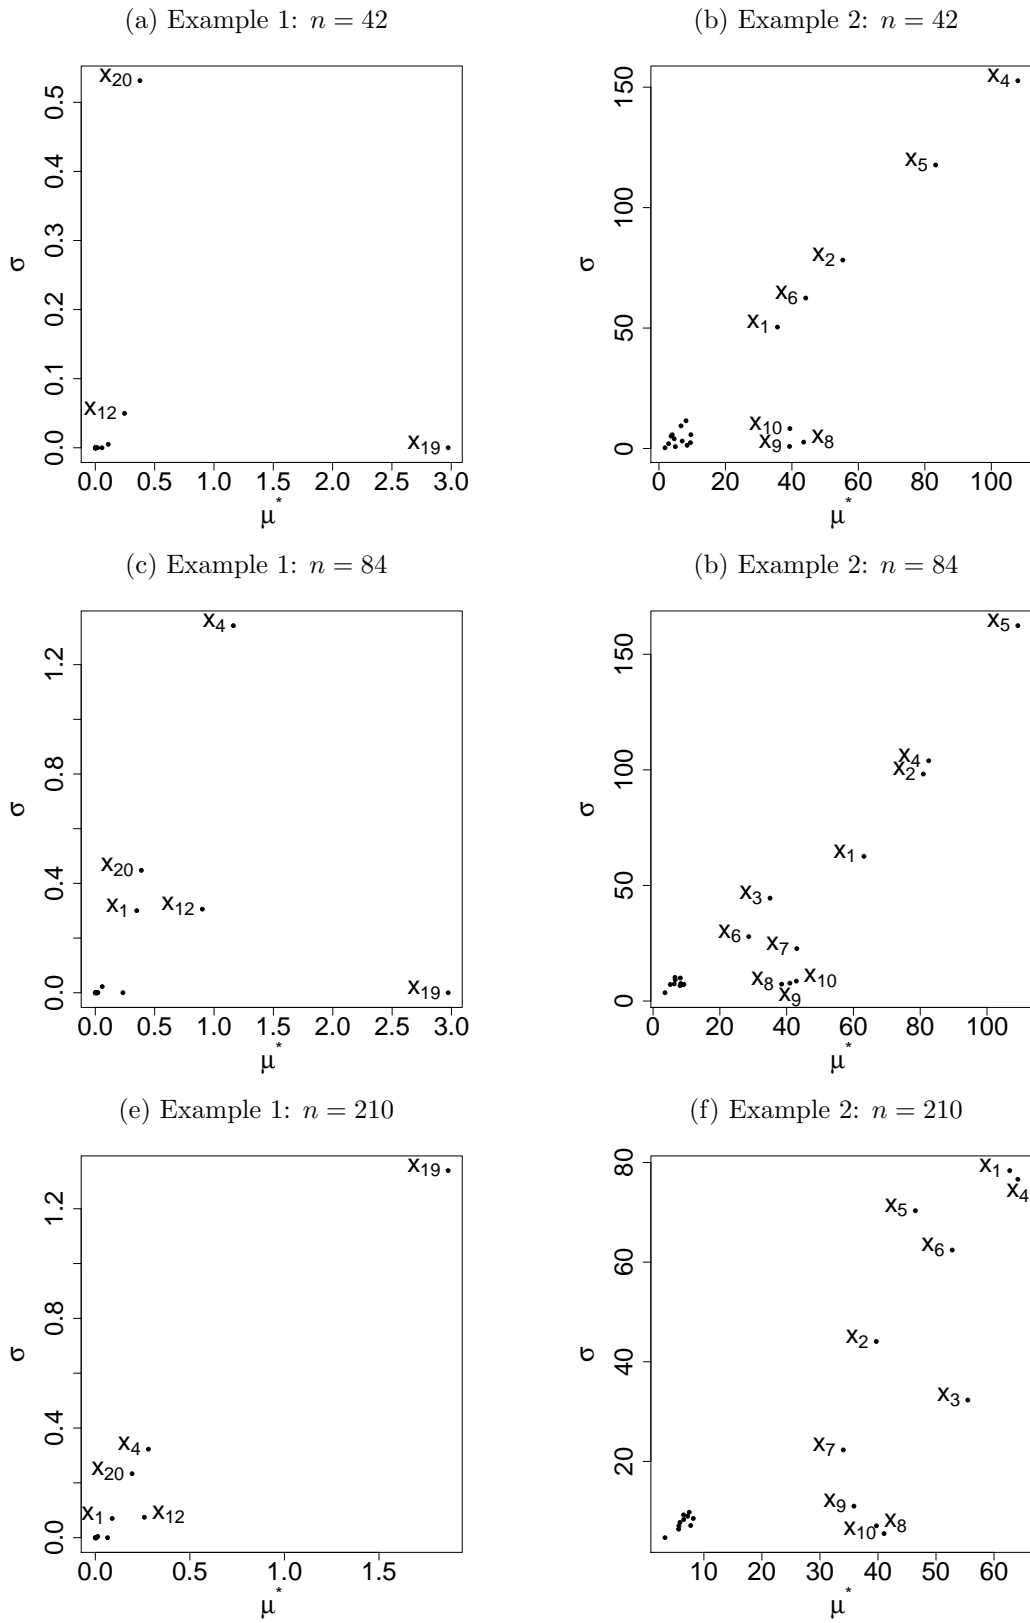 (a) Example 1: n = 42
x20
x12
x19
0.0 0.1 0.2 0.3 0.4 0.5
σ
0.0 0.5 1.0 1.5 2.0 2.5 3.0
μ*
(b) Example 2: n = 42
x4
x5
x2
x6
x1
x10
x9
x8
0 50 100 150
σ
0 20 40 60 80 100
μ*
(c) Example 1: n = 84
x4
x20
x1
x12
x19
0.0 0.4 0.8 1.2
σ
0.0 0.5 1.0 1.5 2.0 2.5 3.0
μ*
(b) Example 2: n = 84
x5
x4
x2
x1
x3
x6
x7
x8
x9
x10
0 50 100 150
σ
0 20 40 60 80 100
μ*
(e) Example 1: n = 210
x19
x4
x20
x1
x12
0.0 0.4 0.8 1.2
σ
0.0 0.5 1.0 1.5
μ*
(f) Example 2: n = 210
x1
x4
x5
x6
x2
x3
x7
x9
x10
x8
20 40 60 80
σ
10 20 30 40 50 60
μ*